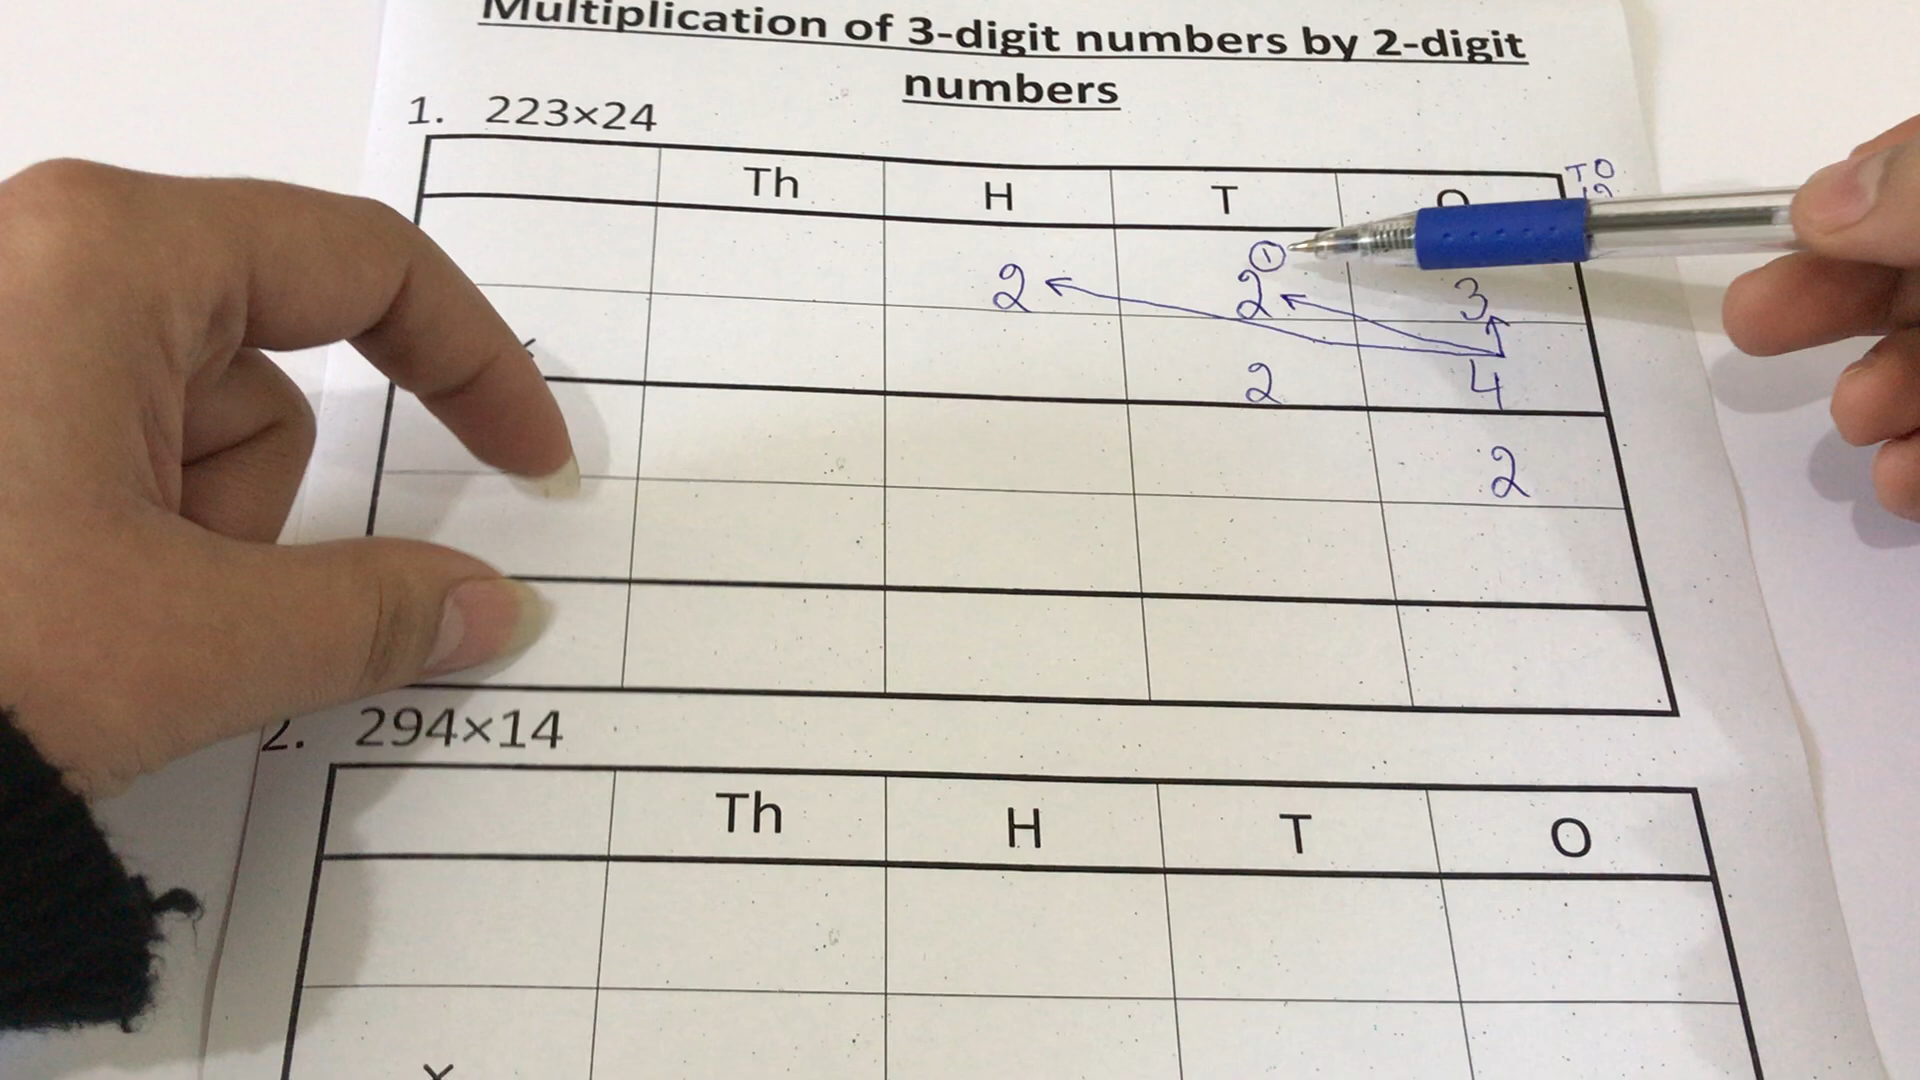 Multiplication of 3-digit numbers by 2-digit
numbers
1. 223×24
Th H T O
T O
12
1
2 2 3
× 2 4
2
2. 294×14
Th H T O
×